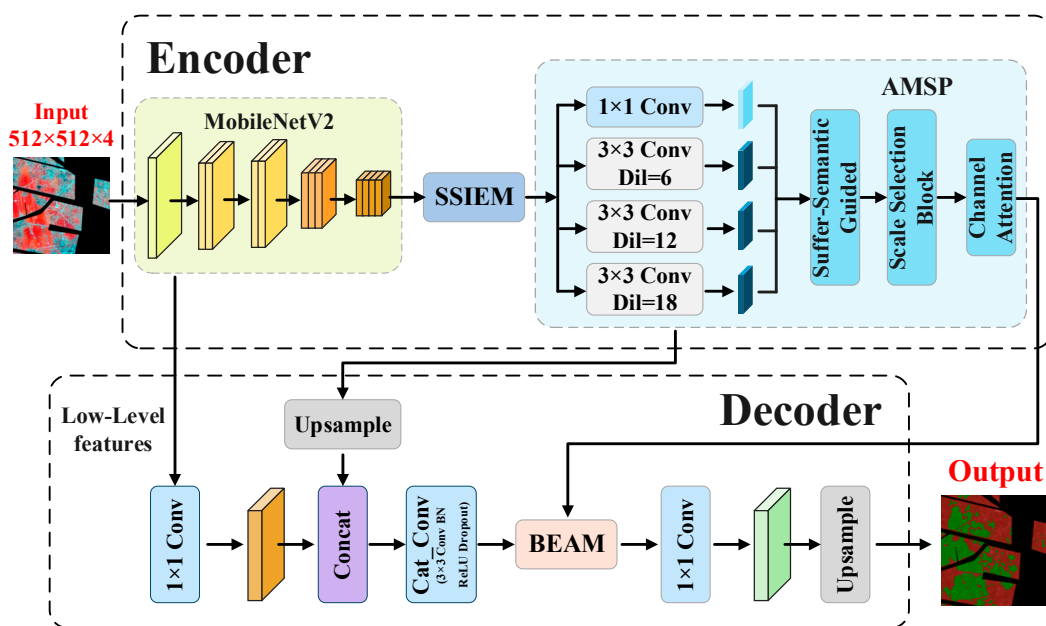 Encoder
Input
512×512×4
MobileNetV2
SSIEM
AMSP
1×1 Conv
3×3 Conv
Dil=6
3×3 Conv
Dil=12
3×3 Conv
Dil=18
Suffer-Semantic
Guided
Scale Selection
Block
Channel
Attention
Decoder
Low-Level
features
Upsample
1×1 Conv
Concat
Cat_Conv
(3×3 Conv BN
ReLU Dropout)
BEAM
1×1 Conv
Upsample
Output